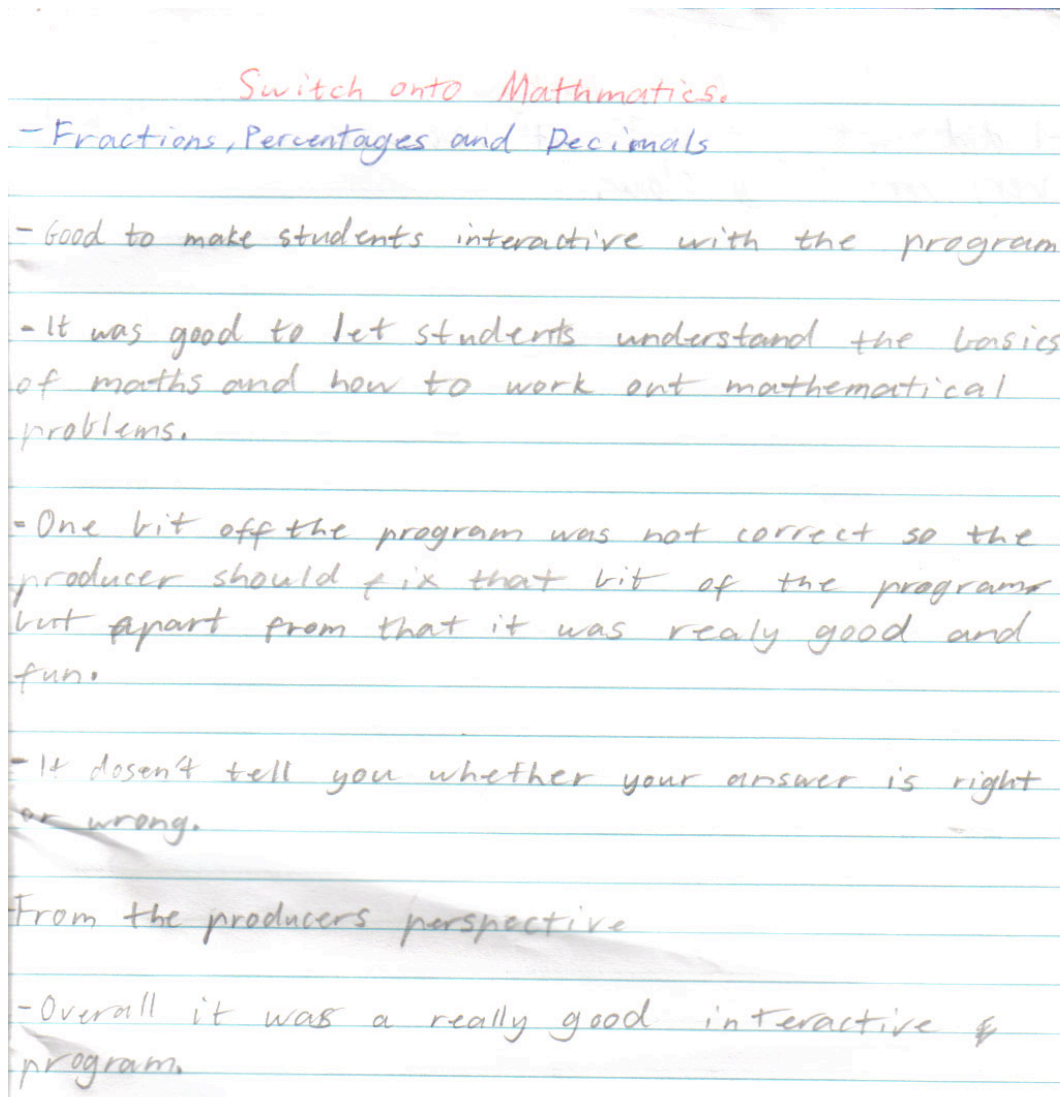 Switch onto Mathmatics.
- Fractions, Percentages and Decimals
- Good to make students interactive with the program
- It was good to let students understand the basics
of maths and how to work out mathematical
problems.
- One bit off the program was not correct so the
producer should fix that bit of the program
but apart from that it was realy good and
fun.
- It dosen't tell you whether your answer is right
or wrong.
From the producers perspective
- Overall it was a really good interactive
program.